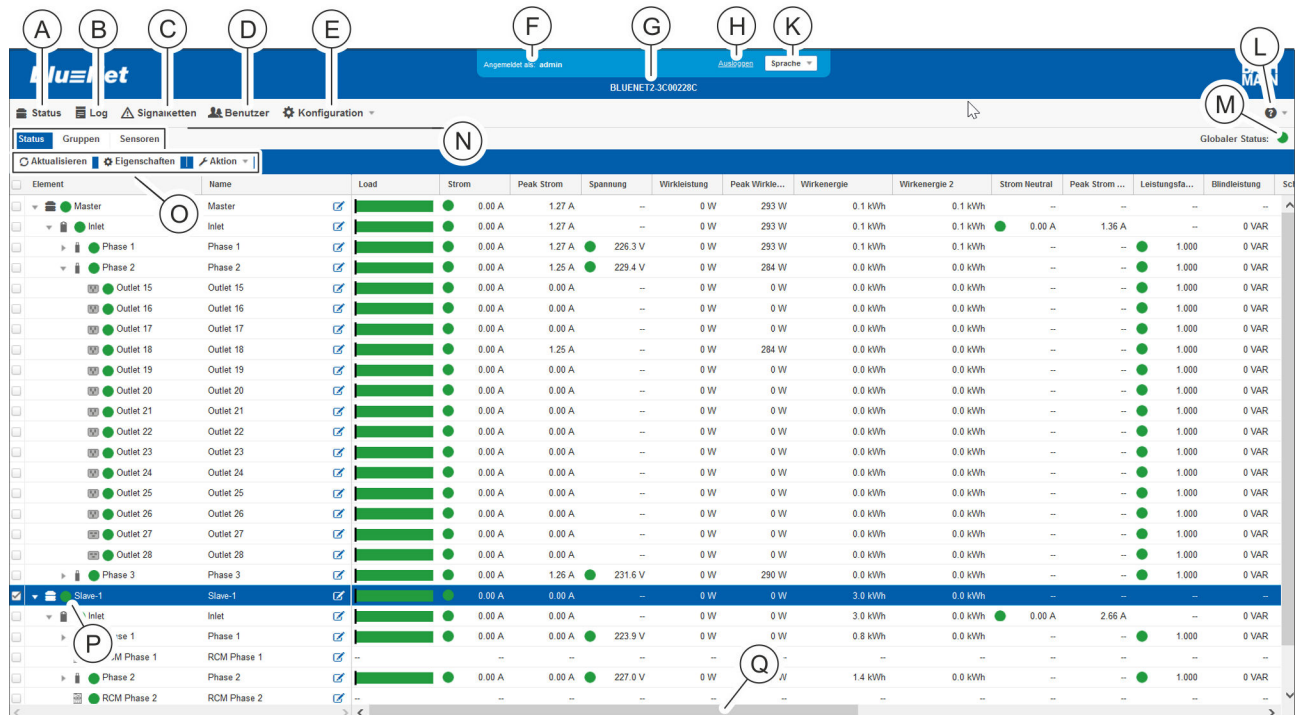 A B C D E F G H K L
Blu≡Net
Angemeldet als: admin Ausloggen Sprache
BLUENET2-3C00228C
Status Log Signalketten Benutzer Konfiguration
M
Status Gruppen Sensoren N Globaler Status:
Aktualisieren Eigenschaften Aktion
Element Name Load Strom Peak Strom Spannung Wirkleistung Peak Wirkle... Wirkenergie Wirkenergie 2 Strom Neutral Peak Strom ... Leistungsfa... Blindleistung Sch
O
Master Master 0.00 A 1.27 A -- 0 W 293 W 0.1 kWh 0.1 kWh -- -- -- --
Inlet Inlet 0.00 A 1.27 A -- 0 W 293 W 0.1 kWh 0.1 kWh 0.00 A 1.36 A -- 0 VAR
Phase 1 Phase 1 0.00 A 1.27 A 226.3 V 0 W 293 W 0.1 kWh 0.1 kWh -- -- 1.000 0 VAR
Phase 2 Phase 2 0.00 A 1.25 A 229.4 V 0 W 284 W 0.0 kWh 0.0 kWh -- -- 1.000 0 VAR
Outlet 15 Outlet 15 0.00 A 0.00 A -- 0 W 0 W 0.0 kWh 0.0 kWh -- -- 1.000 0 VAR
Outlet 16 Outlet 16 0.00 A 0.00 A -- 0 W 0 W 0.0 kWh 0.0 kWh -- -- 1.000 0 VAR
Outlet 17 Outlet 17 0.00 A 0.00 A -- 0 W 0 W 0.0 kWh 0.0 kWh -- -- 1.000 0 VAR
Outlet 18 Outlet 18 0.00 A 1.25 A -- 0 W 284 W 0.0 kWh 0.0 kWh -- -- 1.000 0 VAR
Outlet 19 Outlet 19 0.00 A 0.00 A -- 0 W 0 W 0.0 kWh 0.0 kWh -- -- 1.000 0 VAR
Outlet 20 Outlet 20 0.00 A 0.00 A -- 0 W 0 W 0.0 kWh 0.0 kWh -- -- 1.000 0 VAR
Outlet 21 Outlet 21 0.00 A 0.00 A -- 0 W 0 W 0.0 kWh 0.0 kWh -- -- 1.000 0 VAR
Outlet 22 Outlet 22 0.00 A 0.00 A -- 0 W 0 W 0.0 kWh 0.0 kWh -- -- 1.000 0 VAR
Outlet 23 Outlet 23 0.00 A 0.00 A -- 0 W 0 W 0.0 kWh 0.0 kWh -- -- 1.000 0 VAR
Outlet 24 Outlet 24 0.00 A 0.00 A -- 0 W 0 W 0.0 kWh 0.0 kWh -- -- 1.000 0 VAR
Outlet 25 Outlet 25 0.00 A 0.00 A -- 0 W 0 W 0.0 kWh 0.0 kWh -- -- 1.000 0 VAR
Outlet 26 Outlet 26 0.00 A 0.00 A -- 0 W 0 W 0.0 kWh 0.0 kWh -- -- 1.000 0 VAR
Outlet 27 Outlet 27 0.00 A 0.00 A -- 0 W 0 W 0.0 kWh 0.0 kWh -- -- 1.000 0 VAR
Outlet 28 Outlet 28 0.00 A 0.00 A -- 0 W 0 W 0.0 kWh 0.0 kWh -- -- 1.000 0 VAR
Phase 3 Phase 3 0.00 A 1.26 A 231.6 V 0 W 290 W 0.0 kWh 0.0 kWh -- -- 1.000 0 VAR
Slave-1 Slave-1 0.00 A 0.00 A -- 0 W 0 W 3.0 kWh 0.0 kWh -- -- -- --
Inlet Inlet 0.00 A 0.00 A -- 0 W 0 W 3.0 kWh 0.0 kWh 0.00 A 2.66 A -- 0 VAR
P Phase 1 Phase 1 0.00 A 0.00 A 223.9 V 0 W 0 W 0.8 kWh 0.0 kWh -- -- 1.000 0 VAR
RCM Phase 1 RCM Phase 1 -- -- -- -- -- Q -- -- -- -- -- --
Phase 2 Phase 2 0.00 A 0.00 A 227.0 V 0 W W 1.4 kWh 0.0 kWh -- -- 1.000 0 VAR
RCM Phase 2 RCM Phase 2 -- -- -- -- -- -- -- -- -- -- -- --